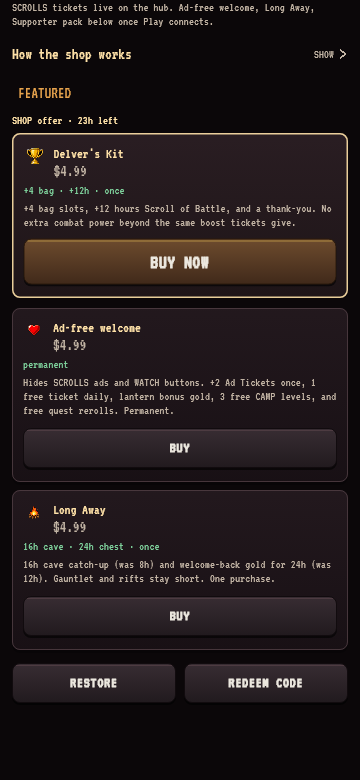 SCROLLS tickets live on the hub. Ad-free welcome, Long Away,
Supporter pack below once Play connects.
How the shop works
SHOW >
FEATURED
SHOP offer · 23h left
Delver's Kit
$4.99
+4 bag · +12h · once
+4 bag slots, +12 hours Scroll of Battle, and a thank-you. No
extra combat power beyond the same boost tickets give.
BUY NOW
Ad-free welcome
$4.99
permanent
Hides SCROLLS ads and WATCH buttons. +2 Ad Tickets once, 1
free ticket daily, lantern bonus gold, 3 free CAMP levels, and
free quest rerolls. Permanent.
BUY
Long Away
$4.99
16h cave · 24h chest · once
16h cave catch-up (was 8h) and welcome-back gold for 24h (was
12h). Gauntlet and rifts stay short. One purchase.
BUY
RESTORE
REDEEM CODE